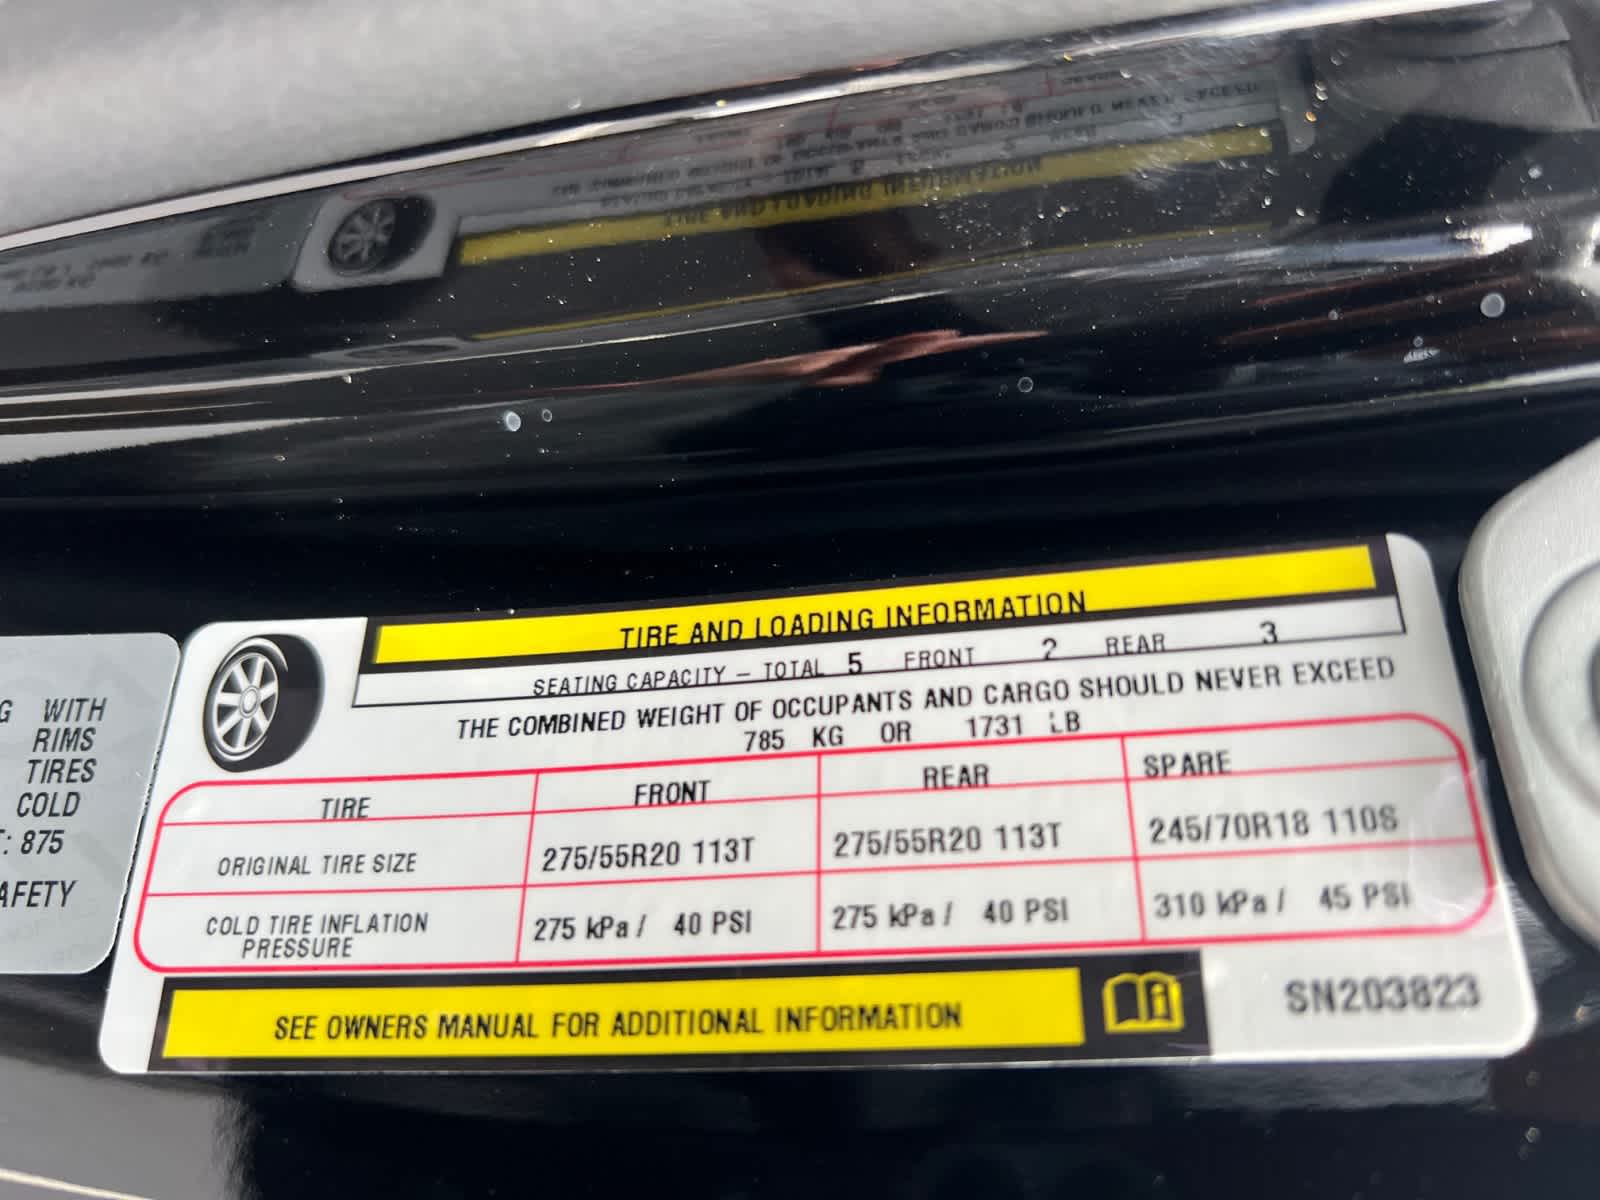 G WITH
RIMS
TIRES
COLD
: 875
AFETY
TIRE AND LOADING INFORMATION
SEATING CAPACITY – TOTAL 5 FRONT 2 REAR 3
THE COMBINED WEIGHT OF OCCUPANTS AND CARGO SHOULD NEVER EXCEED
785 KG OR 1731 LB
TIRE FRONT REAR SPARE
ORIGINAL TIRE SIZE 275/55R20 113T 275/55R20 113T 245/70R18 110S
COLD TIRE INFLATION PRESSURE 275 kPa / 40 PSI 275 kPa / 40 PSI 310 kPa / 45 PSI
SEE OWNERS MANUAL FOR ADDITIONAL INFORMATION
SN203823